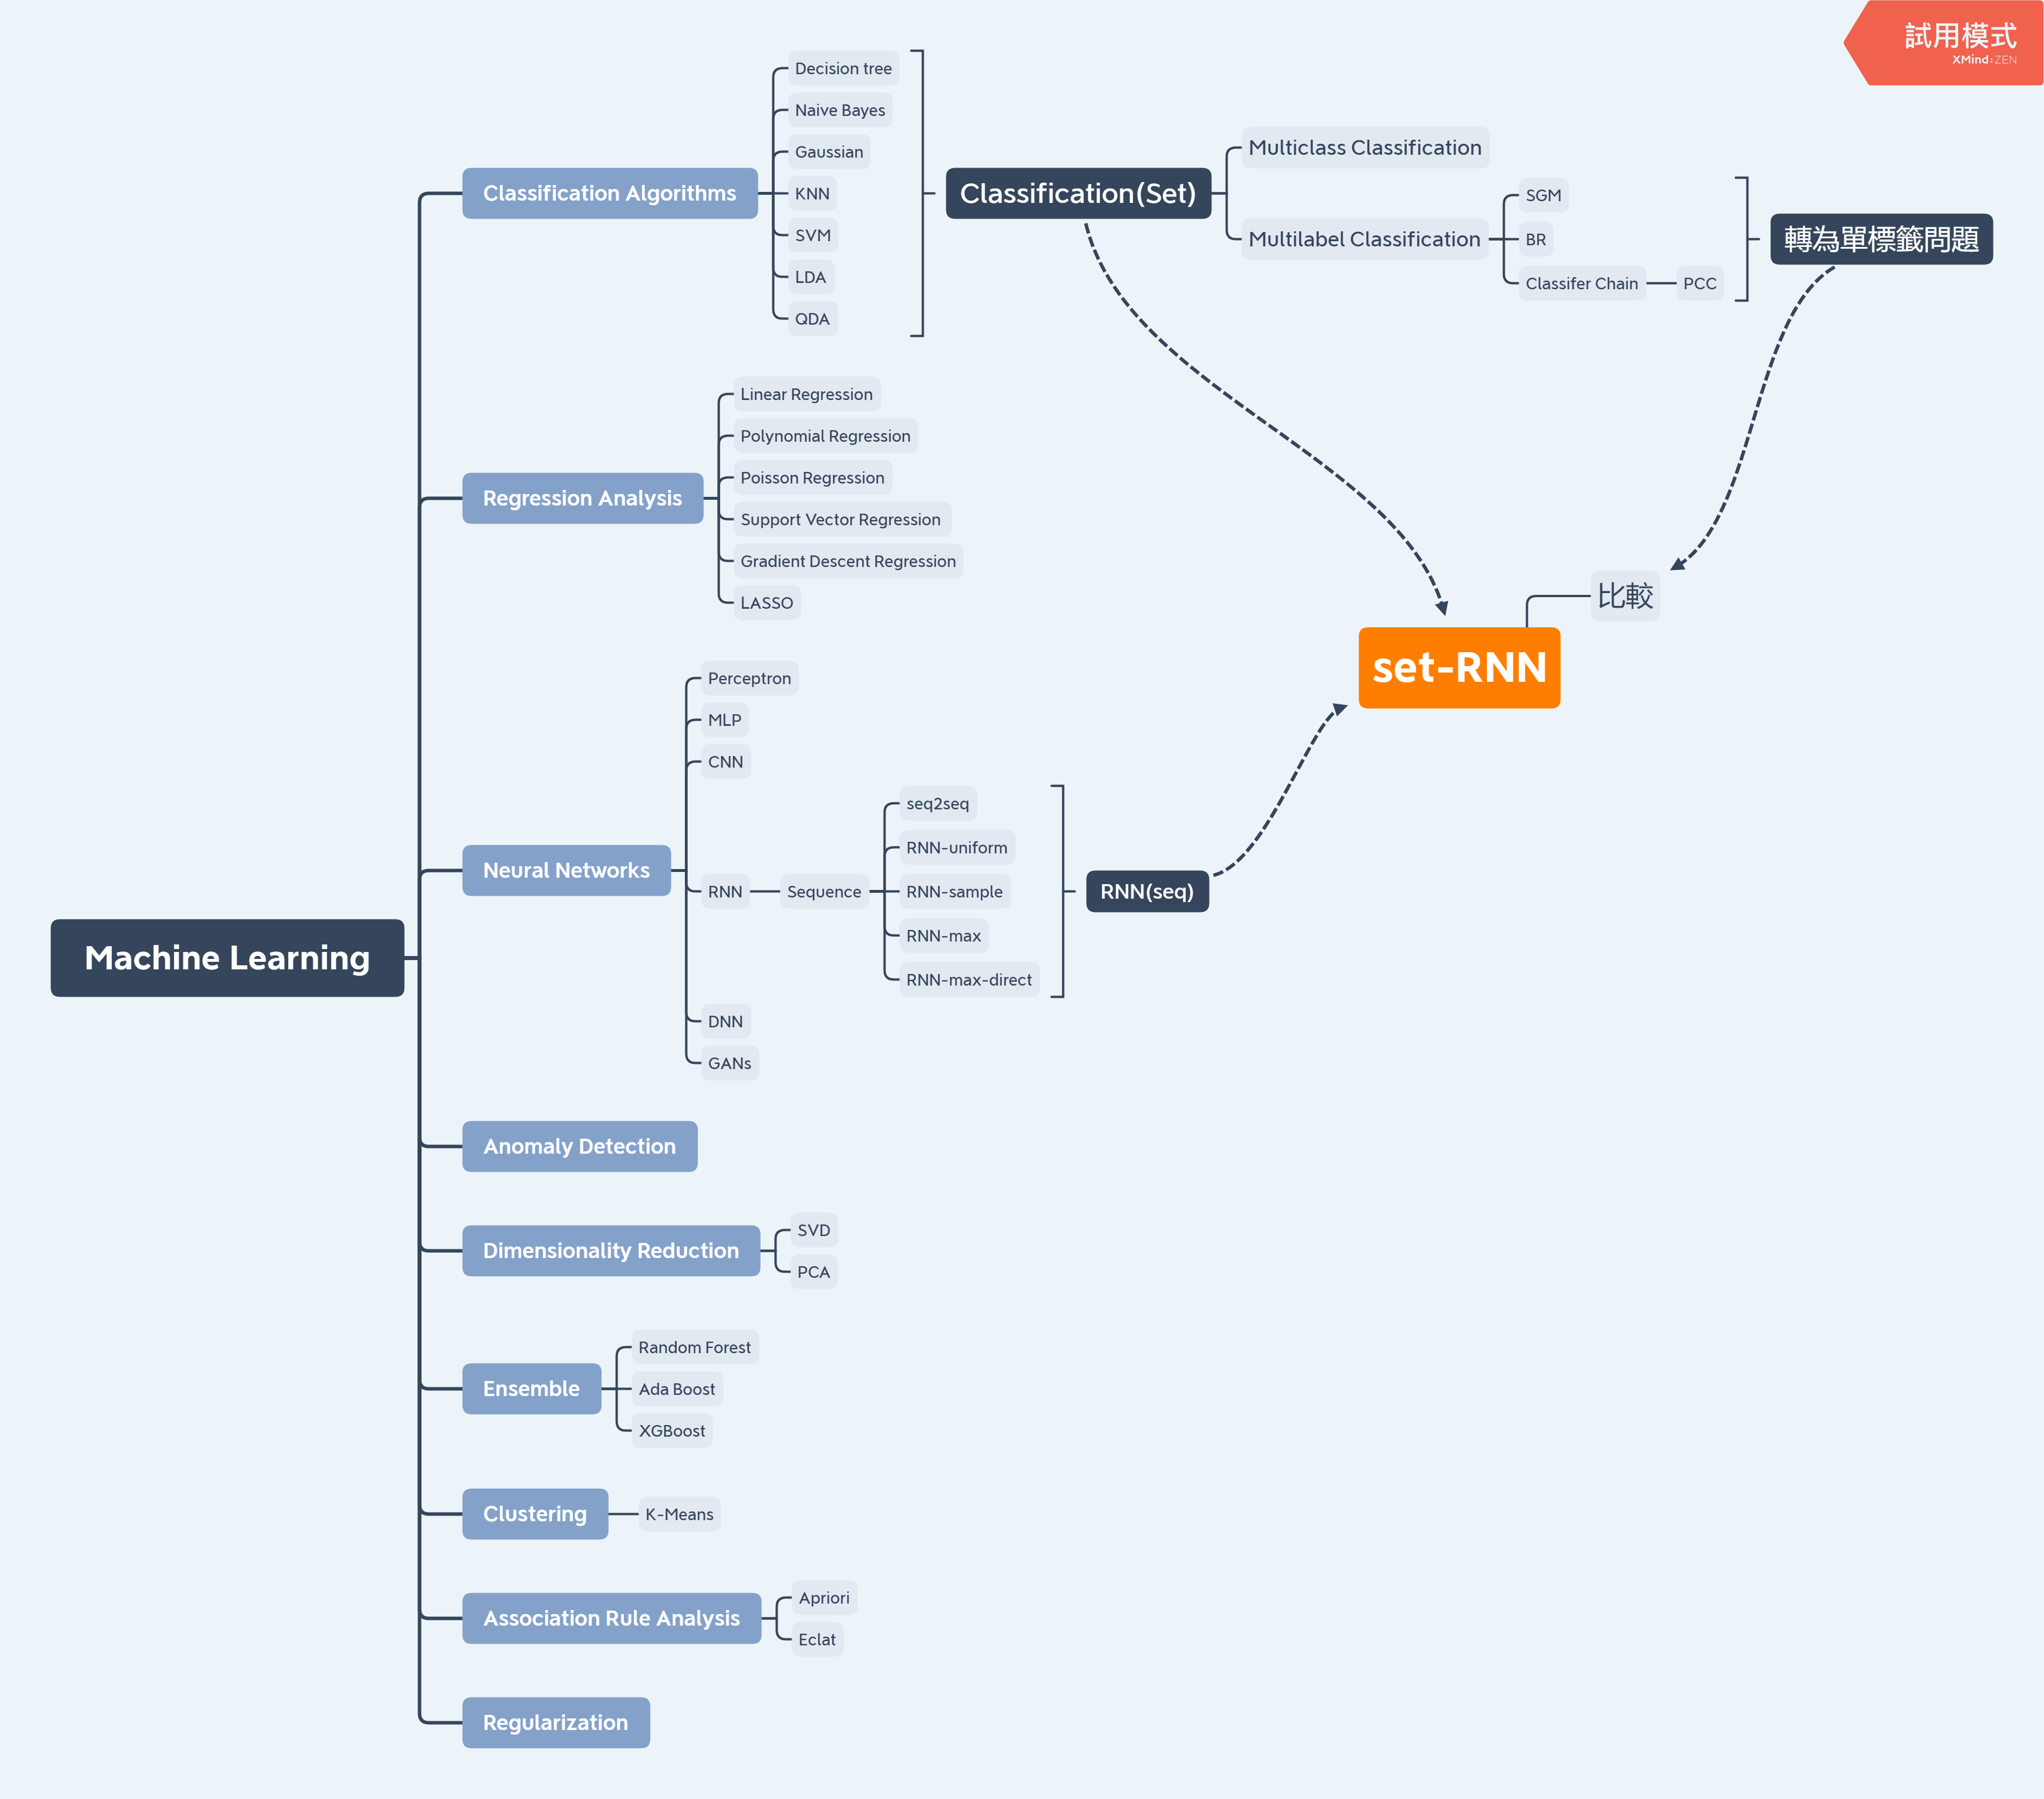 試用模式
XMind:ZEN
Machine Learning
Classification Algorithms
Decision tree
Naive Bayes
Gaussian
KNN
SVM
LDA
QDA
Classification(Set)
Multiclass Classification
Multilabel Classification
SGM
BR
Classifer Chain
PCC
轉為單標籤問題
Regression Analysis
Linear Regression
Polynomial Regression
Poisson Regression
Support Vector Regression
Gradient Descent Regression
LASSO
比較
set-RNN
Neural Networks
Perceptron
MLP
CNN
RNN
Sequence
seq2seq
RNN-uniform
RNN-sample
RNN-max
RNN-max-direct
RNN(seq)
DNN
GANs
Anomaly Detection
Dimensionality Reduction
SVD
PCA
Ensemble
Random Forest
Ada Boost
XGBoost
Clustering
K-Means
Association Rule Analysis
Apriori
Eclat
Regularization